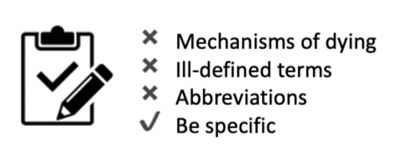 Mechanisms of dying
Ill-defined terms
Abbreviations
Be specific